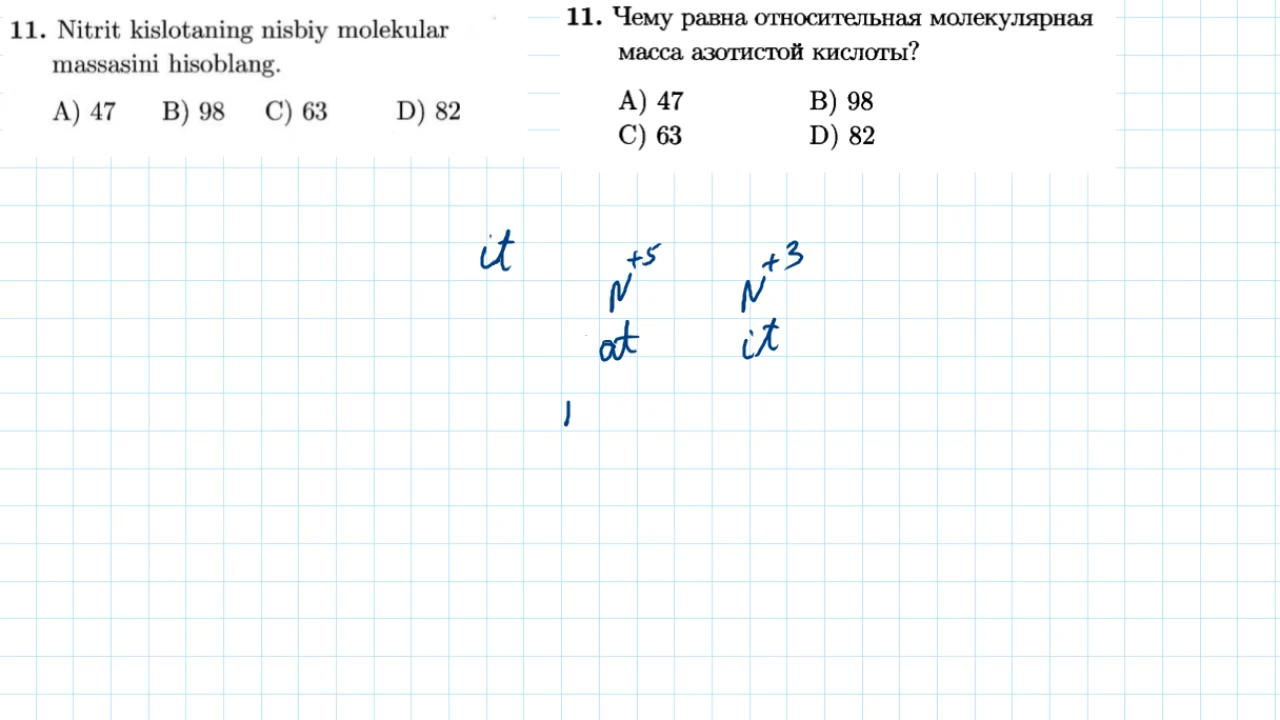 11. Nitrit kislotaning nisbiy molekular
massasini hisoblang.
A) 47 B) 98 C) 63 D) 82
11. Чему равна относительная молекулярная
масса азотистой кислоты?
A) 47 B) 98
C) 63 D) 82
it
N+5 N+3
at it